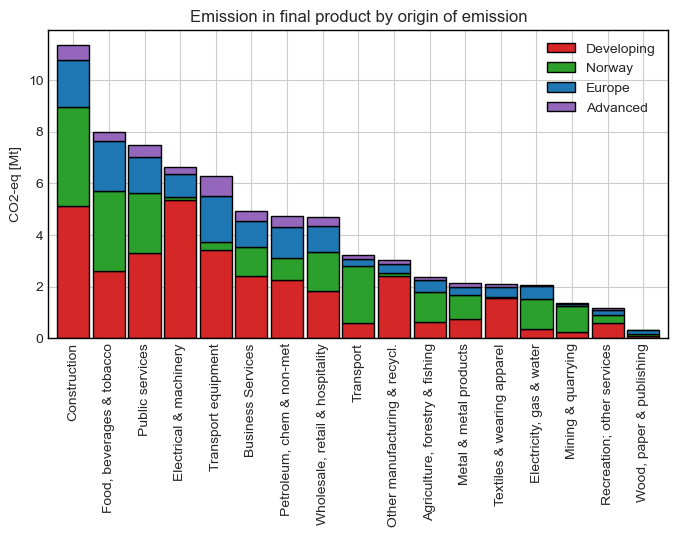 Emission in final product by origin of emission
CO2-eq [Mt]
10
8
6
4
2
0
Developing
Norway
Europe
Advanced
Construction
Food, beverages & tobacco
Public services
Electrical & machinery
Transport equipment
Business Services
Petroleum, chem & non-met
Wholesale, retail & hospitality
Transport
Other manufacturing & recycl.
Agriculture, forestry & fishing
Metal & metal products
Textiles & wearing apparel
Electricity, gas & water
Mining & quarrying
Recreation; other services
Wood, paper & publishing